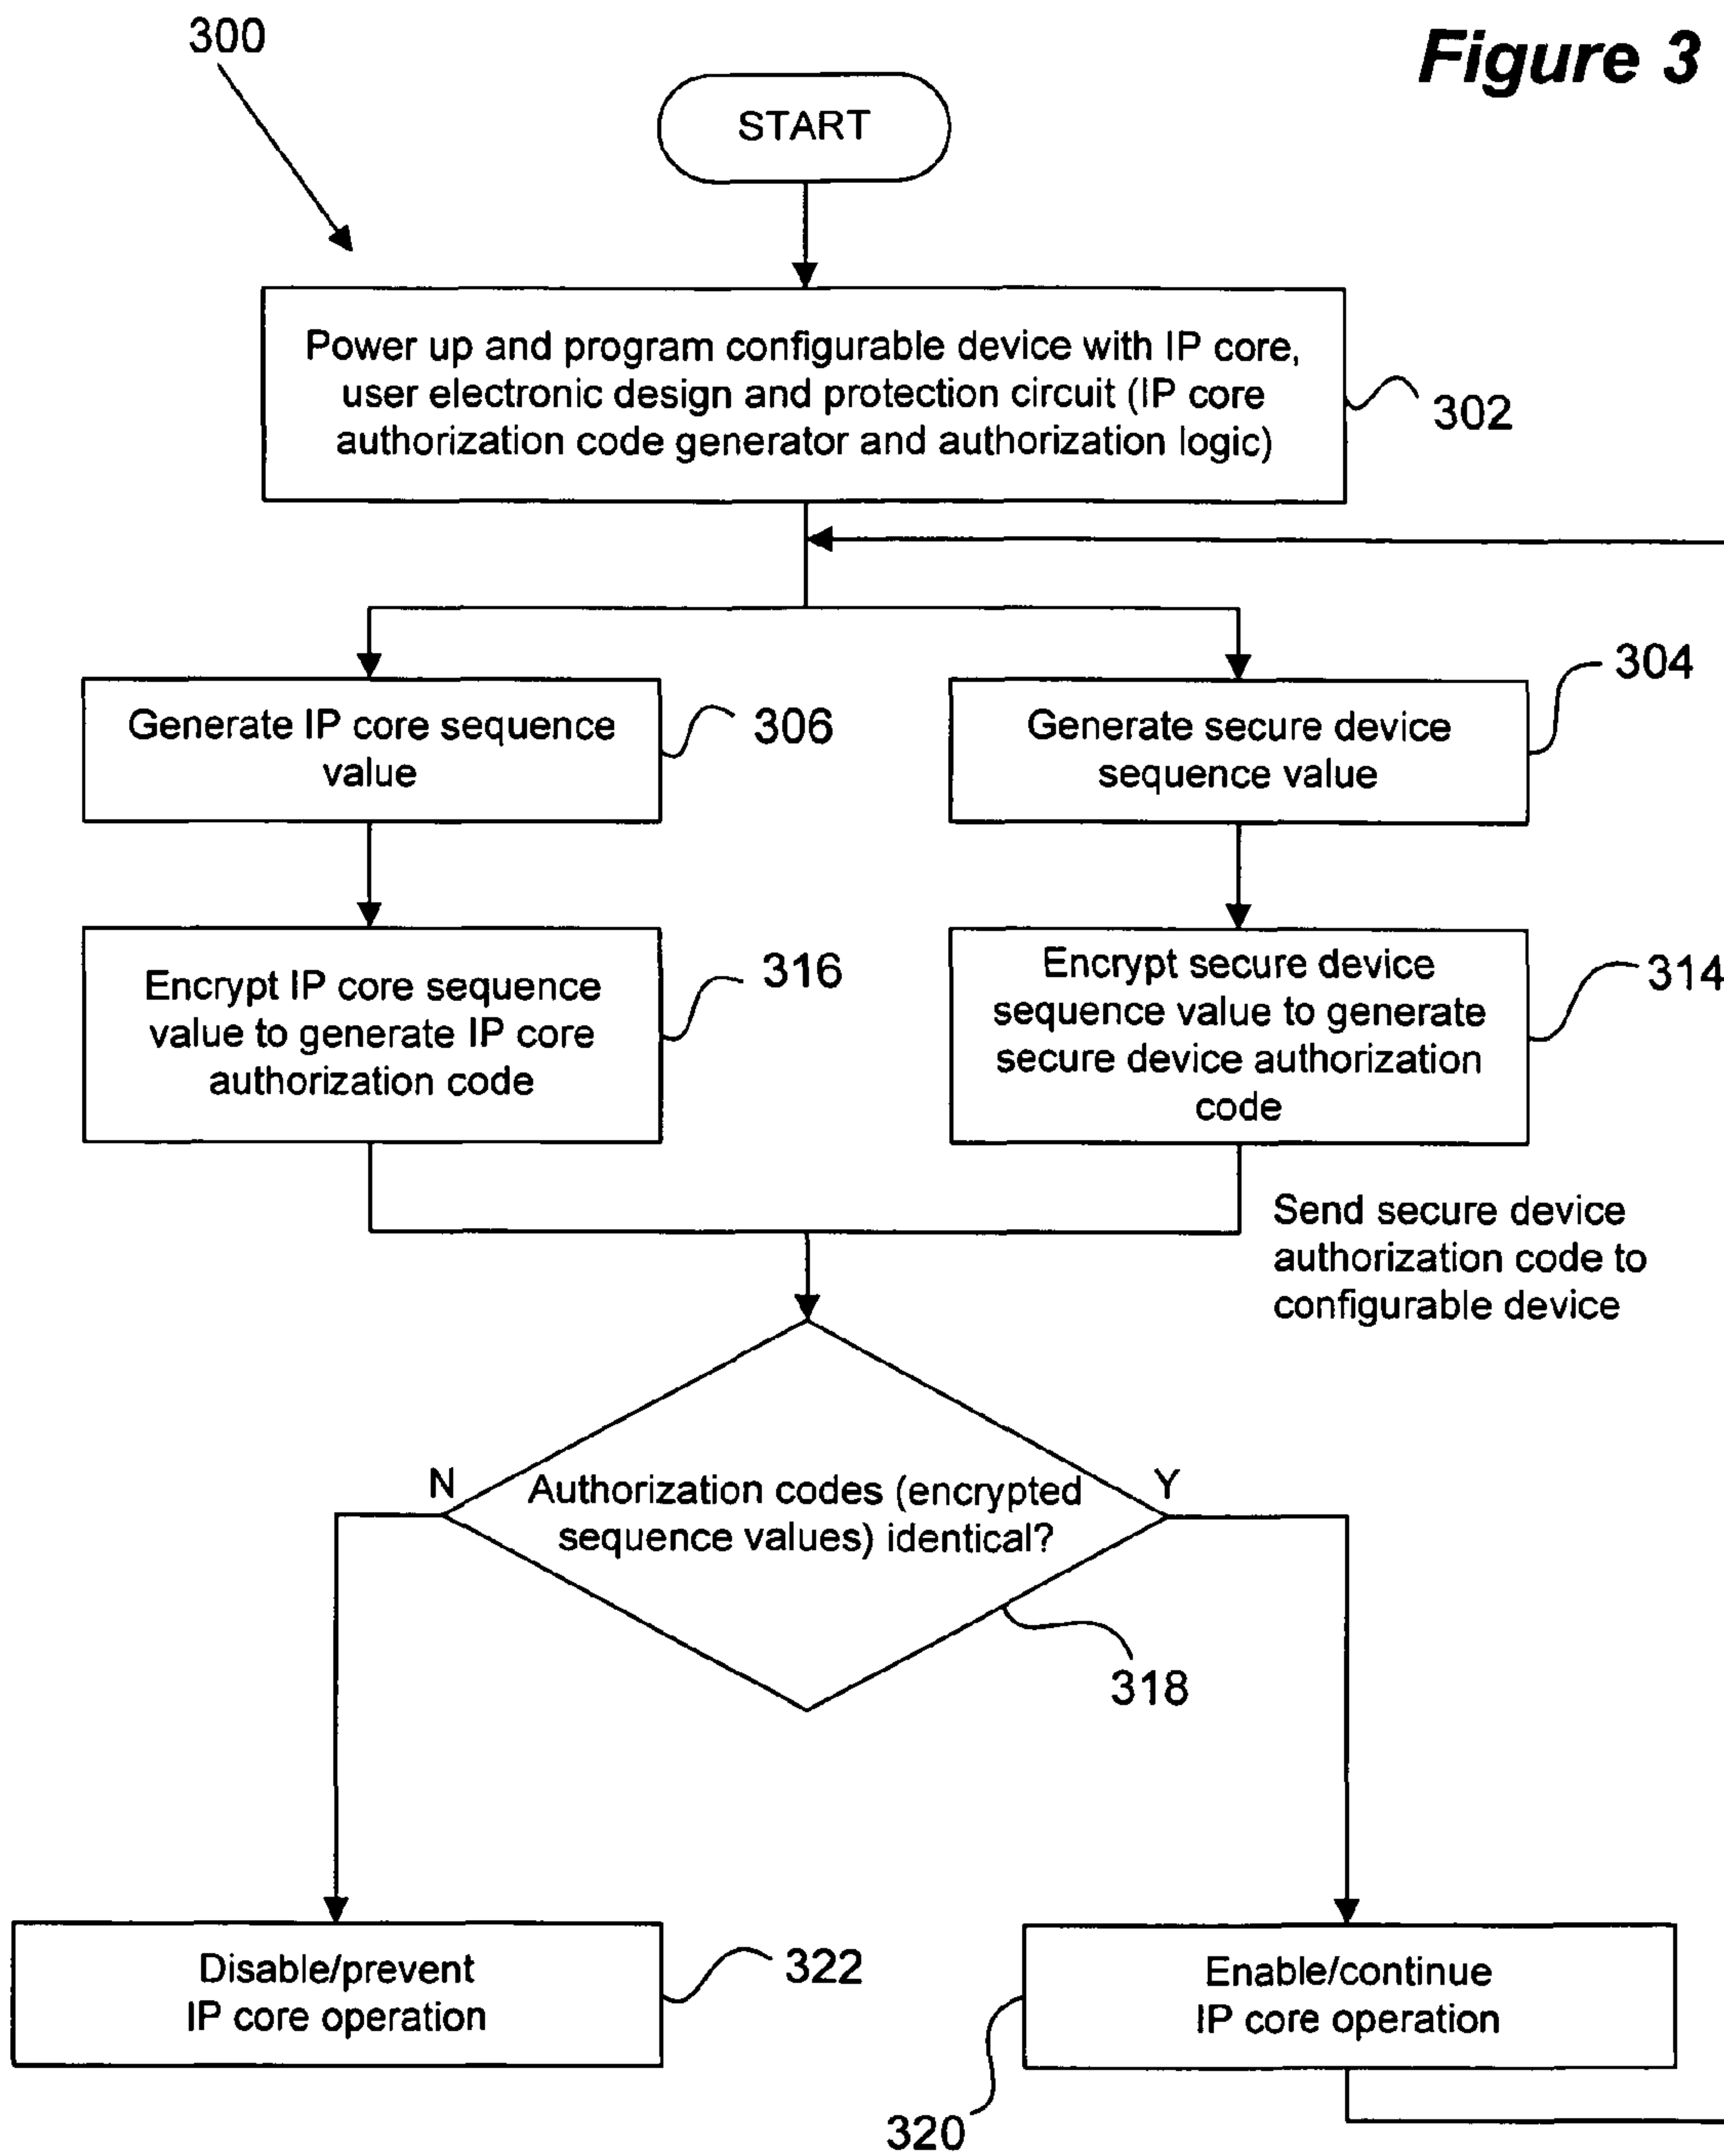 300
Figure 3
START
Power up and program configurable device with IP core,
user electronic design and protection circuit (IP core
authorization code generator and authorization logic)
302
Generate IP core sequence
value
306
Generate secure device
sequence value
304
Encrypt IP core sequence
value to generate IP core
authorization code
316
Encrypt secure device
sequence value to generate
secure device authorization
code
314
Send secure device
authorization code to
configurable device
N
Authorization codes (encrypted
sequence values) identical?
Y
318
Disable/prevent
IP core operation
322
Enable/continue
IP core operation
320